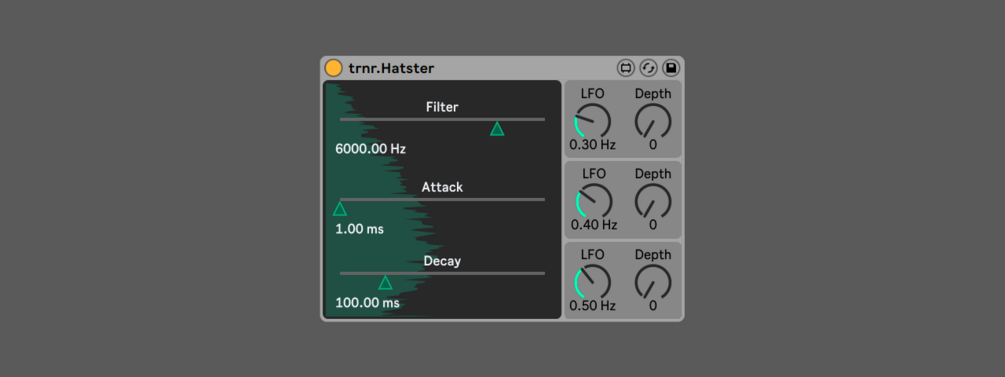 trnr.Hatster
Filter
6000.00 Hz
Attack
1.00 ms
Decay
100.00 ms
LFO Depth
0.30 Hz 0
LFO Depth
0.40 Hz 0
LFO Depth
0.50 Hz 0